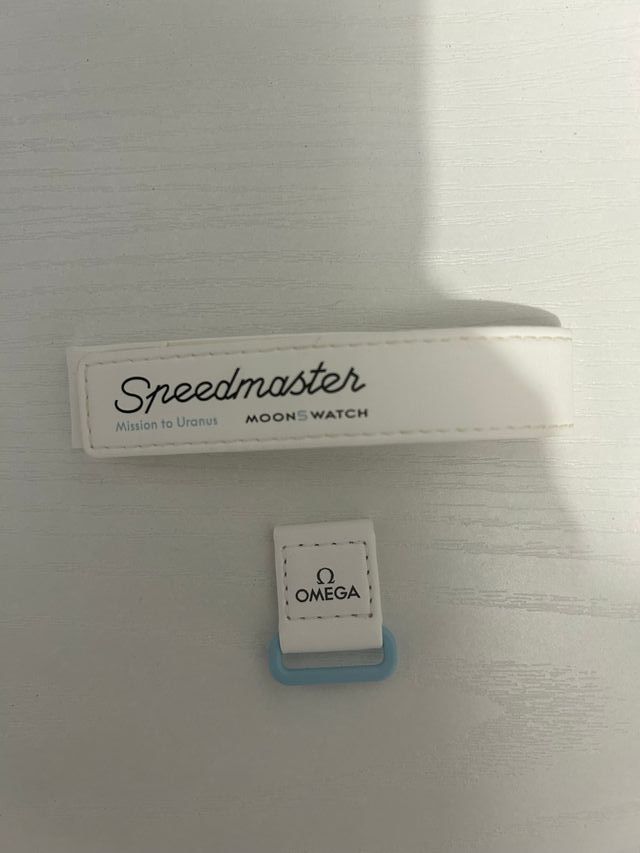 Speedmaster
Mission to Uranus MOONSWATCH
Ω
OMEGA